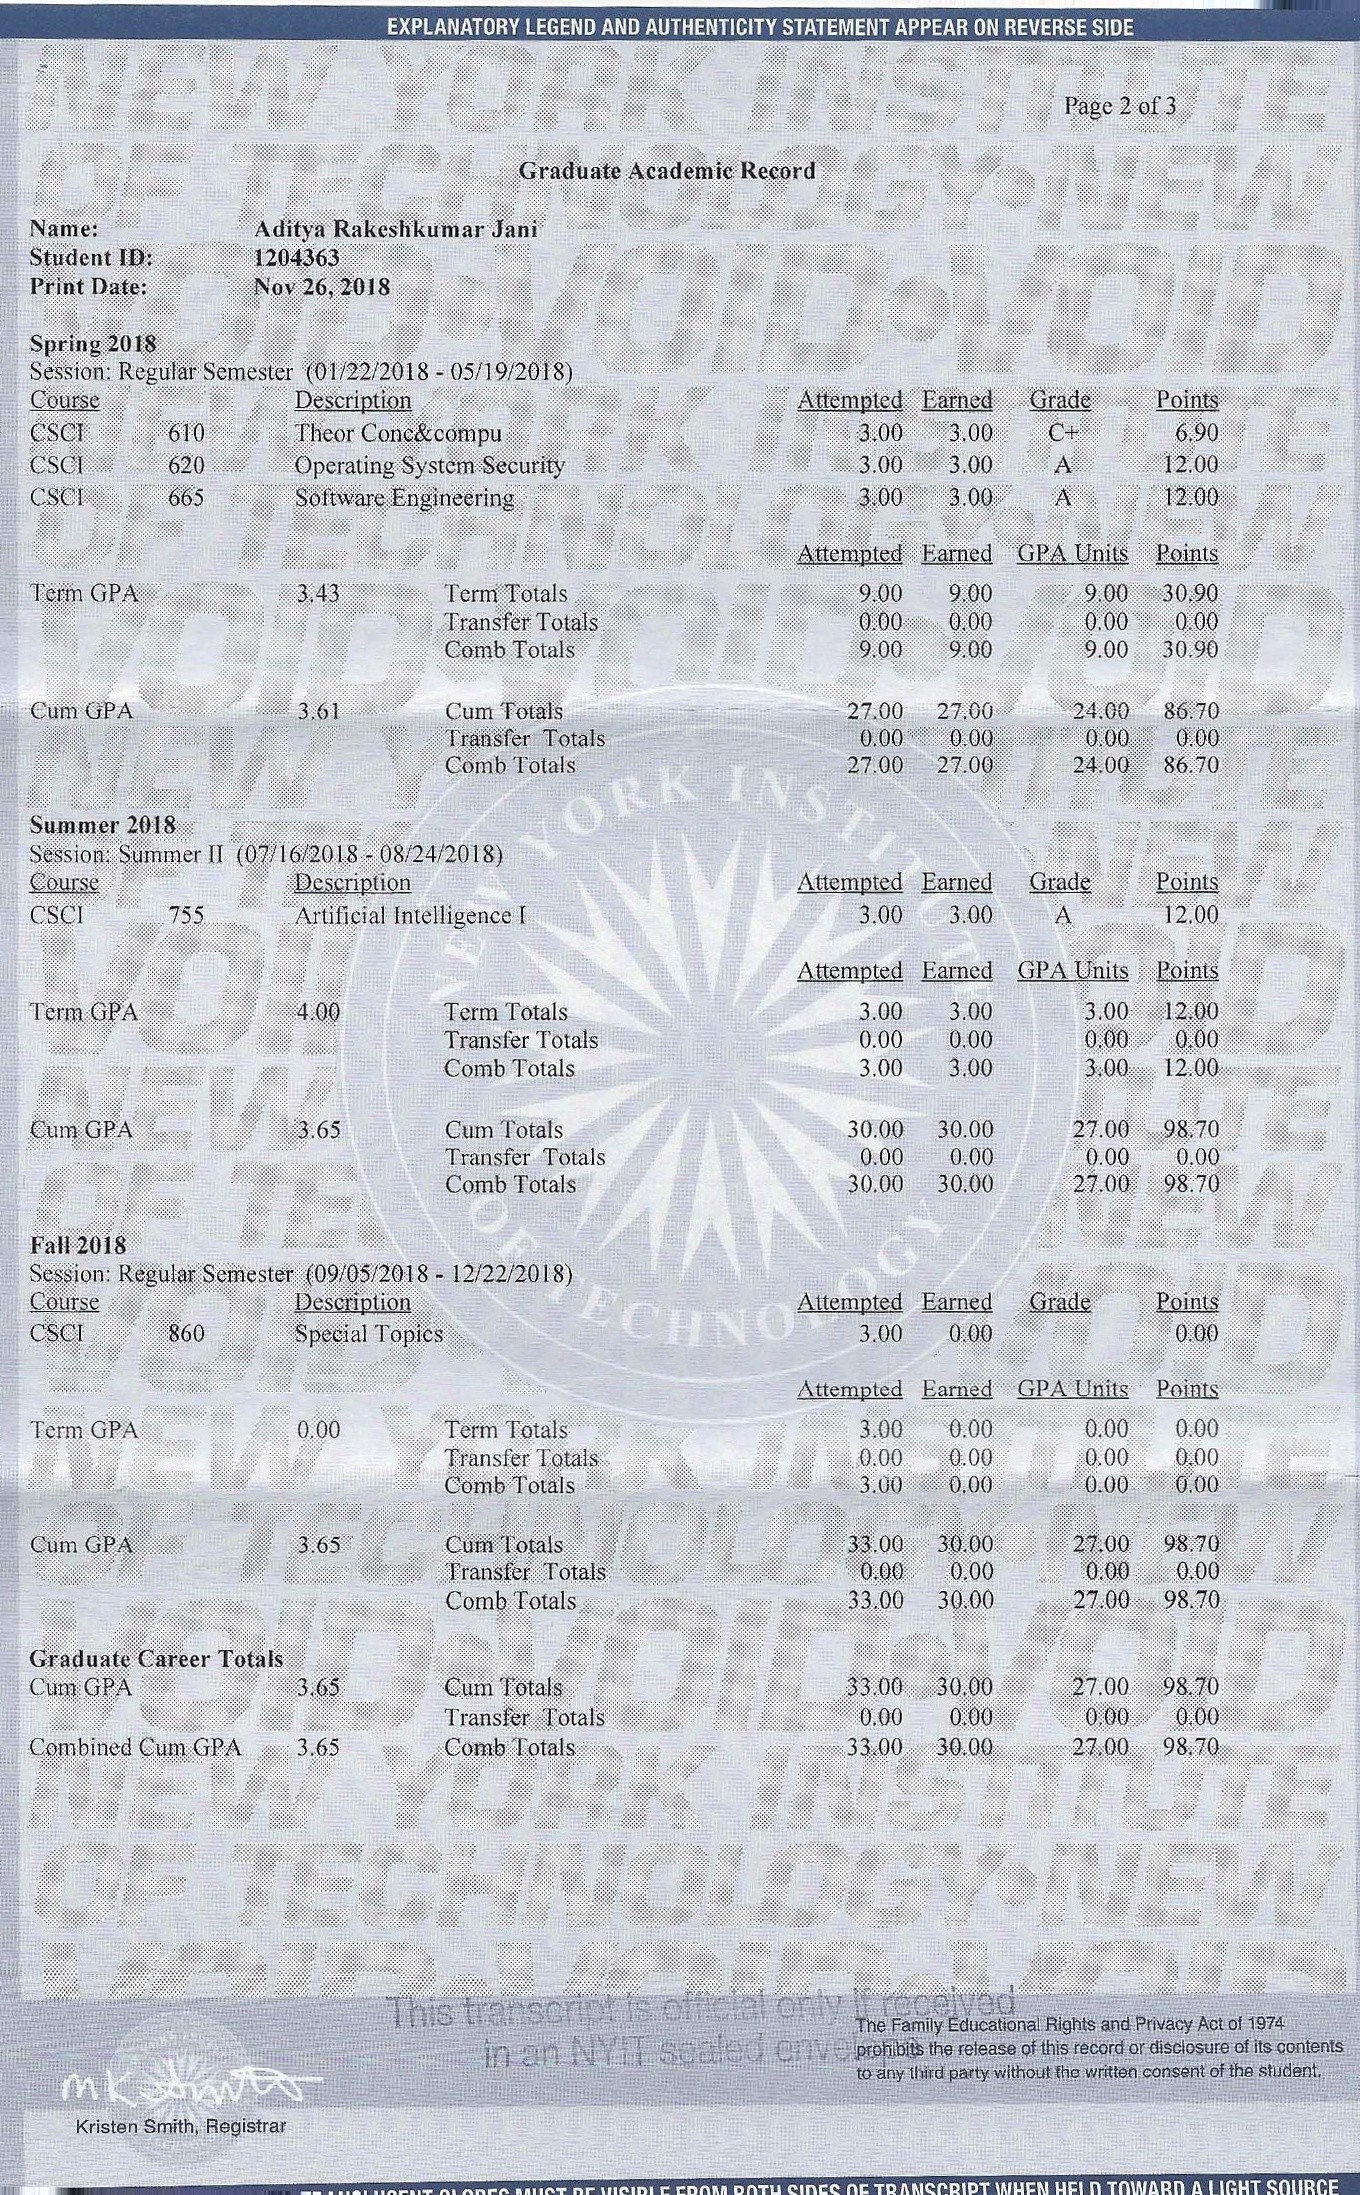 EXPLANATORY LEGEND AND AUTHENTICITY STATEMENT APPEAR ON REVERSE SIDE
Page 2 of 3
Graduate Academic Record
Name: Aditya Rakeshkumar Jani
Student ID: 1204363
Print Date: Nov 26, 2018
Spring 2018
Session: Regular Semester (01/22/2018 - 05/19/2018)
Course Description Attempted Earned Grade Points
CSCI 610 Theor Conc&compu 3.00 3.00 C+ 6.90
CSCI 620 Operating System Security 3.00 3.00 A 12.00
CSCI 665 Software Engineering 3.00 3.00 A 12.00
Attempted Earned GPA Units Points
Term GPA 3.43 Term Totals 9.00 9.00 9.00 30.90
Transfer Totals 0.00 0.00 0.00 0.00
Comb Totals 9.00 9.00 9.00 30.90
Cum GPA 3.61 Cum Totals 27.00 27.00 24.00 86.70
Transfer Totals 0.00 0.00 0.00 0.00
Comb Totals 27.00 27.00 24.00 86.70
Summer 2018
Session: Summer II (07/16/2018 - 08/24/2018)
Course Description Attempted Earned Grade Points
CSCI 755 Artificial Intelligence I 3.00 3.00 A 12.00
Attempted Earned GPA Units Points
Term GPA 4.00 Term Totals 3.00 3.00 3.00 12.00
Transfer Totals 0.00 0.00 0.00 0.00
Comb Totals 3.00 3.00 3.00 12.00
Cum GPA 3.65 Cum Totals 30.00 30.00 27.00 98.70
Transfer Totals 0.00 0.00 0.00 0.00
Comb Totals 30.00 30.00 27.00 98.70
Fall 2018
Session: Regular Semester (09/05/2018 - 12/22/2018)
Course Description Attempted Earned Grade Points
CSCI 860 Special Topics 3.00 0.00 0.00
Attempted Earned GPA Units Points
Term GPA 0.00 Term Totals 3.00 0.00 0.00 0.00
Transfer Totals 0.00 0.00 0.00 0.00
Comb Totals 3.00 0.00 0.00 0.00
Cum GPA 3.65 Cum Totals 33.00 30.00 27.00 98.70
Transfer Totals 0.00 0.00 0.00 0.00
Comb Totals 33.00 30.00 27.00 98.70
Graduate Career Totals
Cum GPA 3.65 Cum Totals 33.00 30.00 27.00 98.70
Transfer Totals 0.00 0.00 0.00 0.00
Combined Cum GPA 3.65 Comb Totals 33.00 30.00 27.00 98.70
NEW YORK INSTITUTE
OF TECHNOLOGY
This transcript is official only if received
in an NYIT sealed envelope
The Family Educational Rights and Privacy Act of 1974
prohibits the release of this record or disclosure of its contents
to any third party without the written consent of the student.
Kristen Smith, Registrar
MUST BE VISIBLE FROM BOTH SIDES OF TRANSCRIPT WHEN HELD TOWARD A LIGHT SOURCE